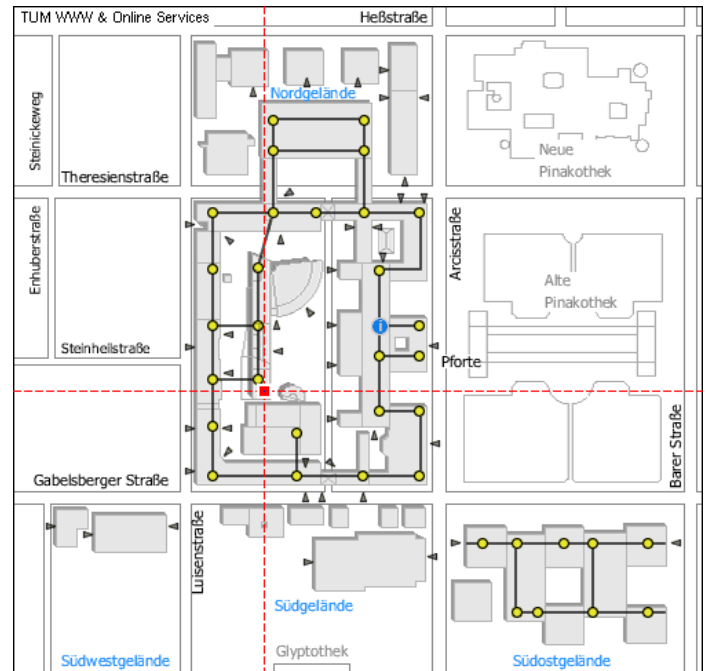 TUM WWW & Online Services
Heßstraße
Steinickeweg
Nordgelände
Neue
Pinakothek
Theresienstraße
Enhuberstraße
Arcisstraße
Alte
Pinakothek
i
Steinheilstraße
Pforte
Barer Straße
Gabelsberger Straße
Luisenstraße
Südgelände
Glyptothek
Südwestgelände
Südostgelände